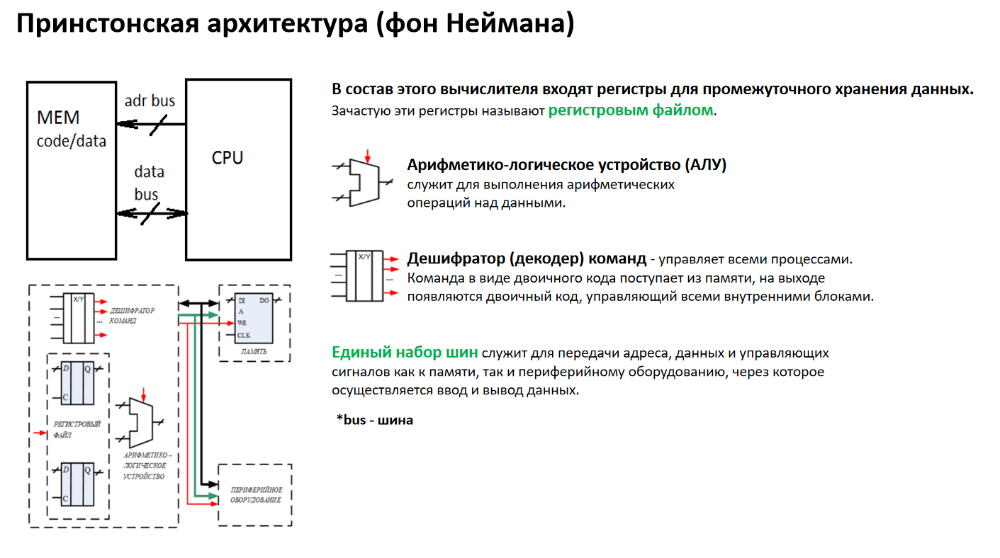 Принстонская архитектура (фон Неймана)
MEM
code/data
adr bus
data
bus
CPU
В состав этого вычислителя входят регистры для промежуточного хранения данных.
Зачастую эти регистры называют регистровым файлом.
Арифметико-логическое устройство (АЛУ)
служит для выполнения арифметических
операций над данными.
X/Y
...
...
Дешифратор (декодер) команд - управляет всеми процессами.
Команда в виде двоичного кода поступает из памяти, на выходе
появляются двоичный код, управляющий всеми внутренними блоками.
Единый набор шин служит для передачи адреса, данных и управляющих
сигналов как к памяти, так и периферийному оборудованию, через которое
осуществляется ввод и вывод данных.
*bus - шина
X/Y
...
...
ДЕШИФРАТОР
КОМАНД
DI DO
A
WE
CLK
ПАМЯТЬ
D Q
C
РЕГИСТРОВЫЙ
ФАЙЛ
D Q
C
АРИФМЕТИКО –
ЛОГИЧЕСКОЕ
УСТРОЙСТВО
ПЕРИФЕРИЙНОЕ
ОБОРУДОВАНИЕ